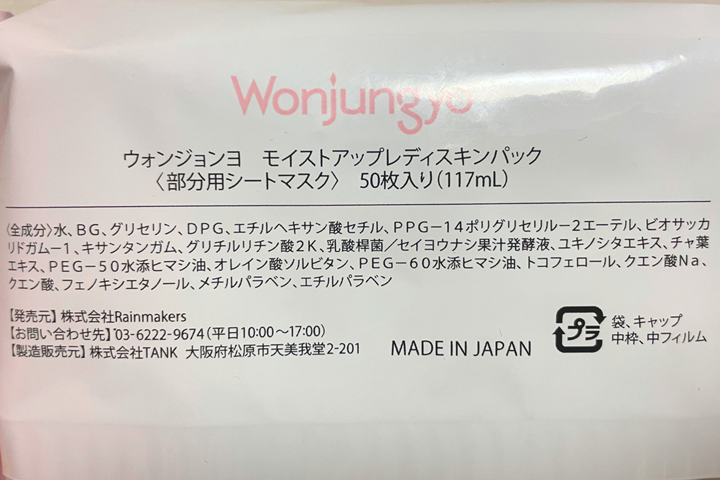 Wonjungyo
ウォンジョンヨ モイストアップレディスキンパック
〈部分用シートマスク〉 50枚入り(117mL)
〈全成分〉水、BG、グリセリン、DPG、エチルヘキサン酸セチル、PPG－14ポリグリセリル－2エーテル、ビオサッカ
リドガム－1、キサンタンガム、グリチルリチン酸2K、乳酸桿菌／セイヨウナシ果汁発酵液、ユキノシタエキス、チャ葉
エキス、PEG－50水添ヒマシ油、オレイン酸ソルビタン、PEG－60水添ヒマシ油、トコフェロール、クエン酸Na、
クエン酸、フェノキシエタノール、メチルパラベン、エチルパラベン
【発売元】株式会社Rainmakers
【お問い合わせ先】03-6222-9674(平日10:00〜17:00)
【製造販売元】株式会社TANK 大阪府松原市天美我堂2-201
MADE IN JAPAN
プラ
袋、キャップ
中枠、中フィルム